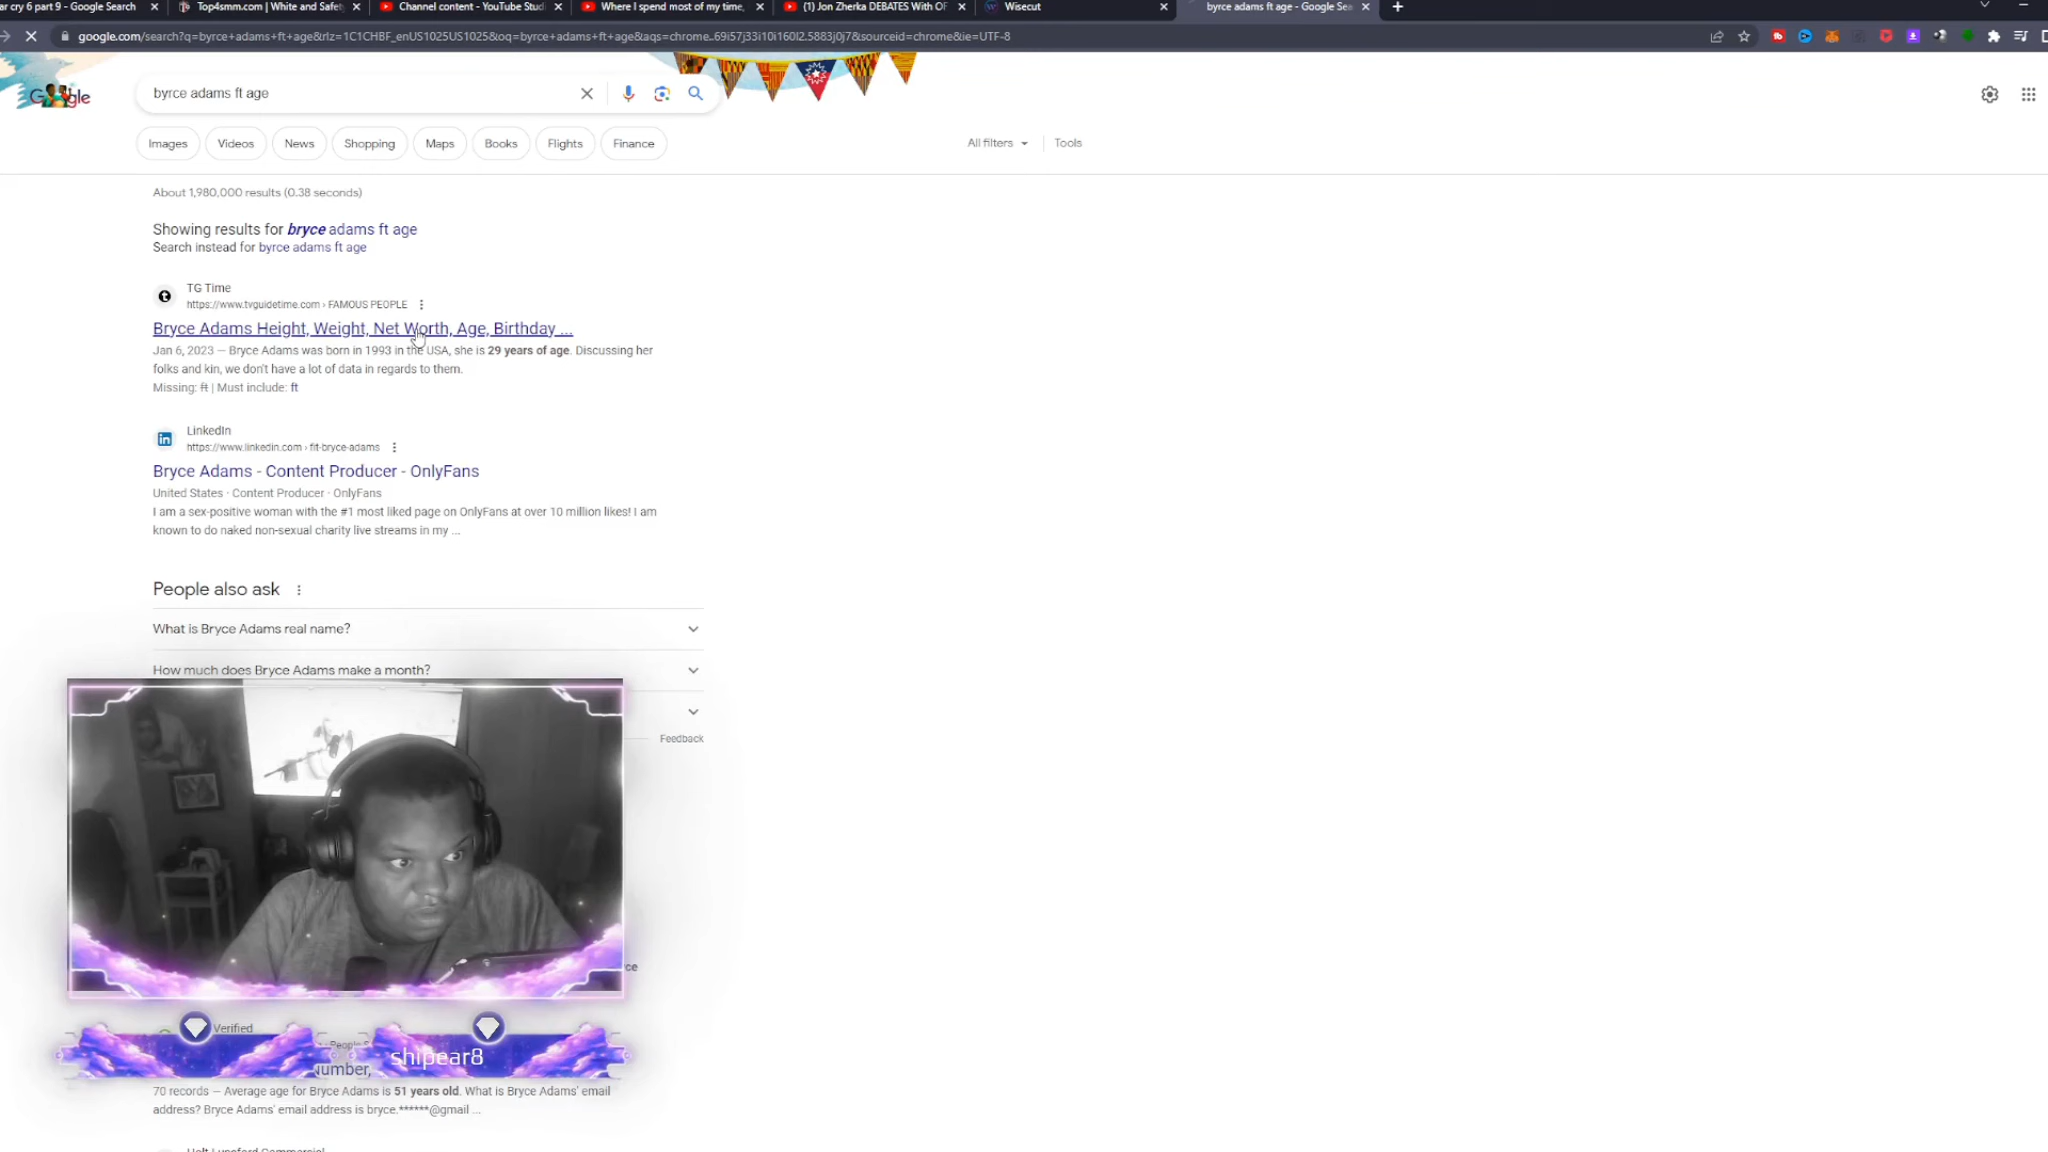 ar cry 6 part 9 - Google Search
Top4smm.com | White and Safety
Channel content - YouTube Studi
Where I spend most of my time,
(1) Jon Zherka DEBATES With OF
Wisecut
byrce adams ft age - Google Sea
google.com/search?q=byrce+adams+ft+age&rlz=1C1CHBF_enUS1025US1025&oq=byrce+adams+ft+age&aqs=chrome..69i57j33i10i160l2.5883j0j7&sourceid=chrome&ie=UTF-8
Google
byrce adams ft age
Images
Videos
News
Shopping
Maps
Books
Flights
Finance
All filters
Tools
About 1,980,000 results (0.38 seconds)
Showing results for bryce adams ft age
Search instead for byrce adams ft age
TG Time
https://www.tvguidetime.com › FAMOUS PEOPLE
Bryce Adams Height, Weight, Net Worth, Age, Birthday ...
Jan 6, 2023 — Bryce Adams was born in 1993 in the USA, she is 29 years of age. Discussing her
folks and kin, we don't have a lot of data in regards to them.
Missing: ft | Must include: ft
LinkedIn
https://www.linkedin.com › fit-bryce-adams
Bryce Adams - Content Producer - OnlyFans
United States · Content Producer · OnlyFans
I am a sex-positive woman with the #1 most liked page on OnlyFans at over 10 million likes! I am
known to do naked non-sexual charity live streams in my ...
People also ask
What is Bryce Adams real name?
How much does Bryce Adams make a month?
Feedback
ce
Verified
People S
shipear8
Number,
70 records — Average age for Bryce Adams is 51 years old. What is Bryce Adams' email
address? Bryce Adams' email address is bryce.******@gmail ...